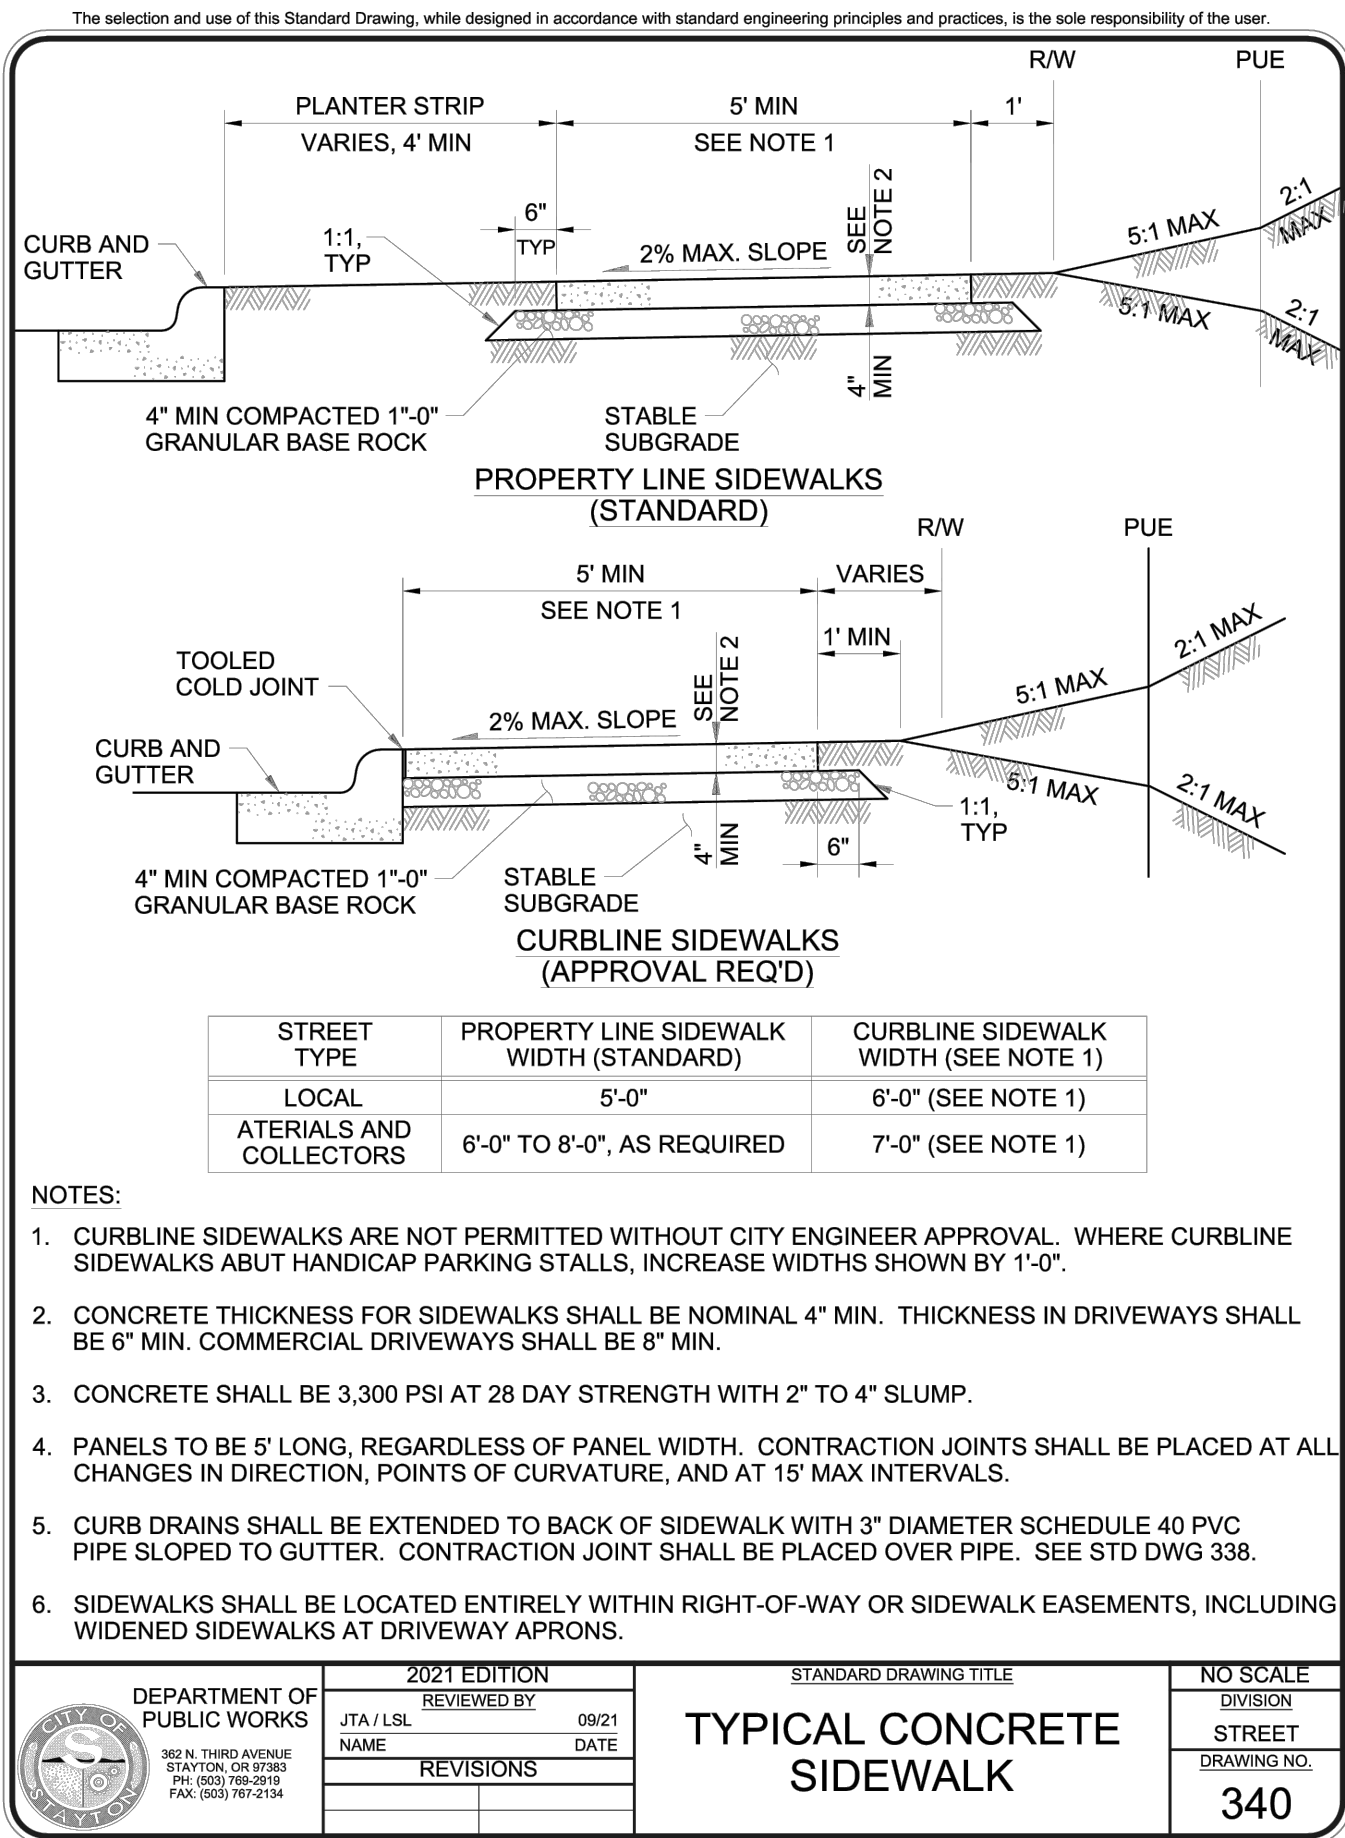 The selection and use of this Standard Drawing, while designed in accordance with standard engineering principles and practices, is the sole responsibility of the user.
R/W
PUE
PLANTER STRIP
VARIES, 4' MIN
5' MIN
SEE NOTE 1
1'
6"
TYP
1:1,
TYP
CURB AND
GUTTER
2% MAX. SLOPE
SEE
NOTE 2
5:1 MAX
2:1
MAX
5:1 MAX
2:1
MAX
4"
MIN
4" MIN COMPACTED 1"-0"
GRANULAR BASE ROCK
STABLE
SUBGRADE
PROPERTY LINE SIDEWALKS
(STANDARD)
R/W
PUE
5' MIN
SEE NOTE 1
VARIES
1' MIN
TOOLED
COLD JOINT
SEE
NOTE 2
2% MAX. SLOPE
CURB AND
GUTTER
5:1 MAX
2:1 MAX
5:1 MAX
2:1 MAX
1:1,
TYP
4"
MIN
6"
4" MIN COMPACTED 1"-0"
GRANULAR BASE ROCK
STABLE
SUBGRADE
CURBLINE SIDEWALKS
(APPROVAL REQ'D)
STREET
TYPE
PROPERTY LINE SIDEWALK
WIDTH (STANDARD)
CURBLINE SIDEWALK
WIDTH (SEE NOTE 1)
LOCAL
5'-0"
6'-0" (SEE NOTE 1)
ATERIALS AND
COLLECTORS
6'-0" TO 8'-0", AS REQUIRED
7'-0" (SEE NOTE 1)
NOTES:
1. CURBLINE SIDEWALKS ARE NOT PERMITTED WITHOUT CITY ENGINEER APPROVAL. WHERE CURBLINE
SIDEWALKS ABUT HANDICAP PARKING STALLS, INCREASE WIDTHS SHOWN BY 1'-0".
2. CONCRETE THICKNESS FOR SIDEWALKS SHALL BE NOMINAL 4" MIN. THICKNESS IN DRIVEWAYS SHALL
BE 6" MIN. COMMERCIAL DRIVEWAYS SHALL BE 8" MIN.
3. CONCRETE SHALL BE 3,300 PSI AT 28 DAY STRENGTH WITH 2" TO 4" SLUMP.
4. PANELS TO BE 5' LONG, REGARDLESS OF PANEL WIDTH. CONTRACTION JOINTS SHALL BE PLACED AT ALL
CHANGES IN DIRECTION, POINTS OF CURVATURE, AND AT 15' MAX INTERVALS.
5. CURB DRAINS SHALL BE EXTENDED TO BACK OF SIDEWALK WITH 3" DIAMETER SCHEDULE 40 PVC
PIPE SLOPED TO GUTTER. CONTRACTION JOINT SHALL BE PLACED OVER PIPE. SEE STD DWG 338.
6. SIDEWALKS SHALL BE LOCATED ENTIRELY WITHIN RIGHT-OF-WAY OR SIDEWALK EASEMENTS, INCLUDING
WIDENED SIDEWALKS AT DRIVEWAY APRONS.
CITY OF
S
STAYTON
DEPARTMENT OF
PUBLIC WORKS
362 N. THIRD AVENUE
STAYTON, OR 97383
PH: (503) 769-2919
FAX: (503) 767-2134
2021 EDITION
REVIEWED BY
JTA / LSL 09/21
NAME DATE
REVISIONS
STANDARD DRAWING TITLE
TYPICAL CONCRETE
SIDEWALK
NO SCALE
DIVISION
STREET
DRAWING NO.
340